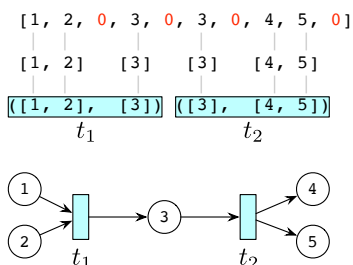 [1, 2, 0, 3, 0, 3, 0, 4, 5, 0]
[1, 2] [3] [3] [4, 5]
([1, 2], [3]) ([3], [4, 5])
t1 t2
1 4
3
2 5
t1 t2